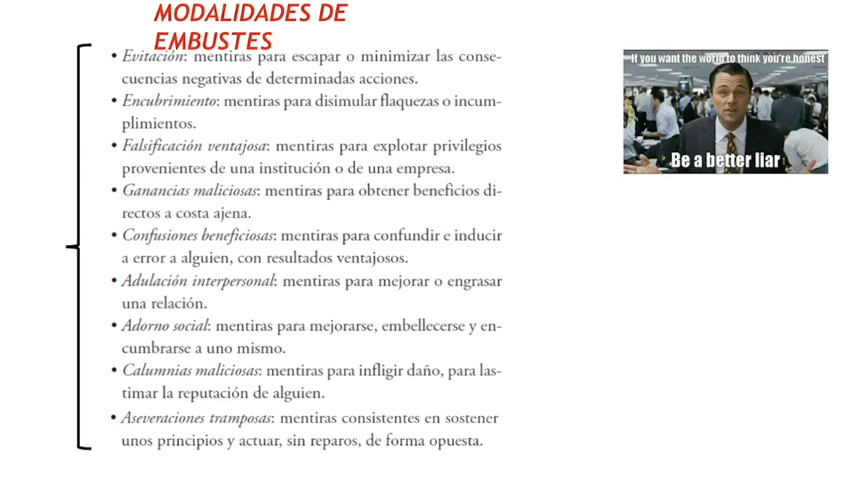 MODALIDADES DE
EMBUSTES
• Evitación: mentiras para escapar o minimizar las conse-
cuencias negativas de determinadas acciones.
• Encubrimiento: mentiras para disimular flaquezas o incum-
plimientos.
• Falsificación ventajosa: mentiras para explotar privilegios
provenientes de una institución o de una empresa.
• Ganancias maliciosas: mentiras para obtener beneficios di-
rectos a costa ajena.
• Confusiones beneficiosas: mentiras para confundir e inducir
a error a alguien, con resultados ventajosos.
• Adulación interpersonal: mentiras para mejorar o engrasar
una relación.
• Adorno social: mentiras para mejorarse, embellecerse y en-
cumbrarse a uno mismo.
• Calumnias maliciosas: mentiras para infligir daño, para las-
timar la reputación de alguien.
• Aseveraciones tramposas: mentiras consistentes en sostener
unos principios y actuar, sin reparos, de forma opuesta.
If you want the world to think you're honest
Be a better liar